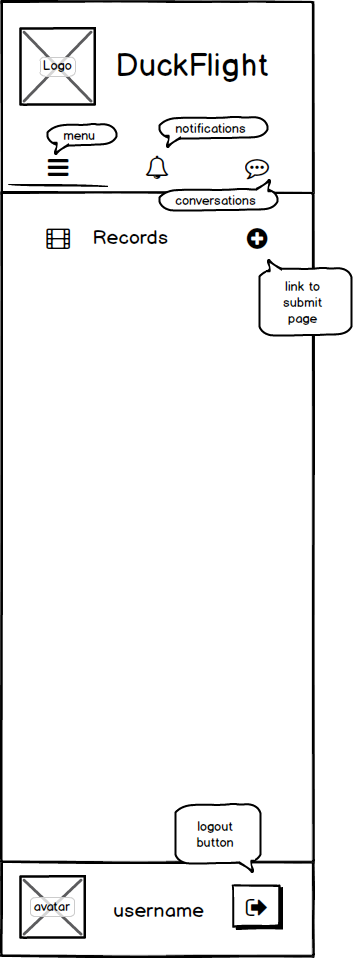 Logo
DuckFlight
menu
notifications
conversations
Records
link to
submit
page
logout
button
avatar
username